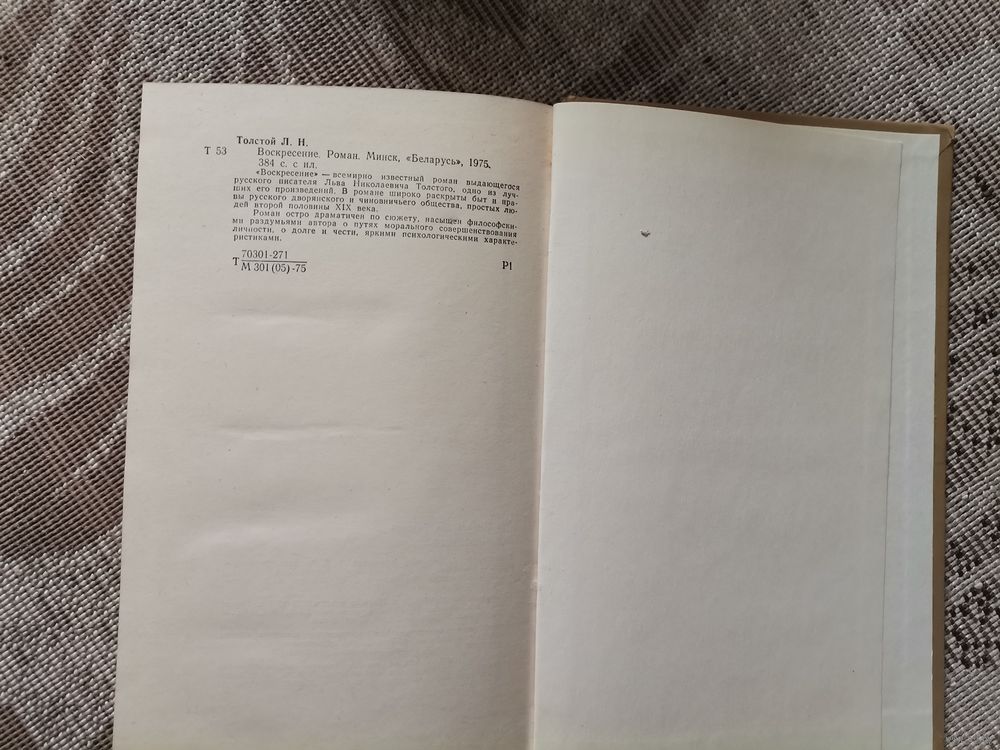 Толстой Л. Н.
Т 53 Воскресение. Роман. Минск, «Беларусь», 1975.
384 с. с ил.
«Воскресение» — всемирно известный роман выдающегося
русского писателя Льва Николаевича Толстого, одно из луч-
ших его произведений. В романе широко раскрыты быт и нра-
вы русского дворянского и чиновничьего общества, простых лю-
дей второй половины XIX века.
Роман остро драматичен по сюжету, насыщен философски-
ми раздумьями автора о путях морального совершенствования
личности, о долге и чести, яркими психологическими характе-
ристиками.
70301-271
Т М 301(05)-75 Р1